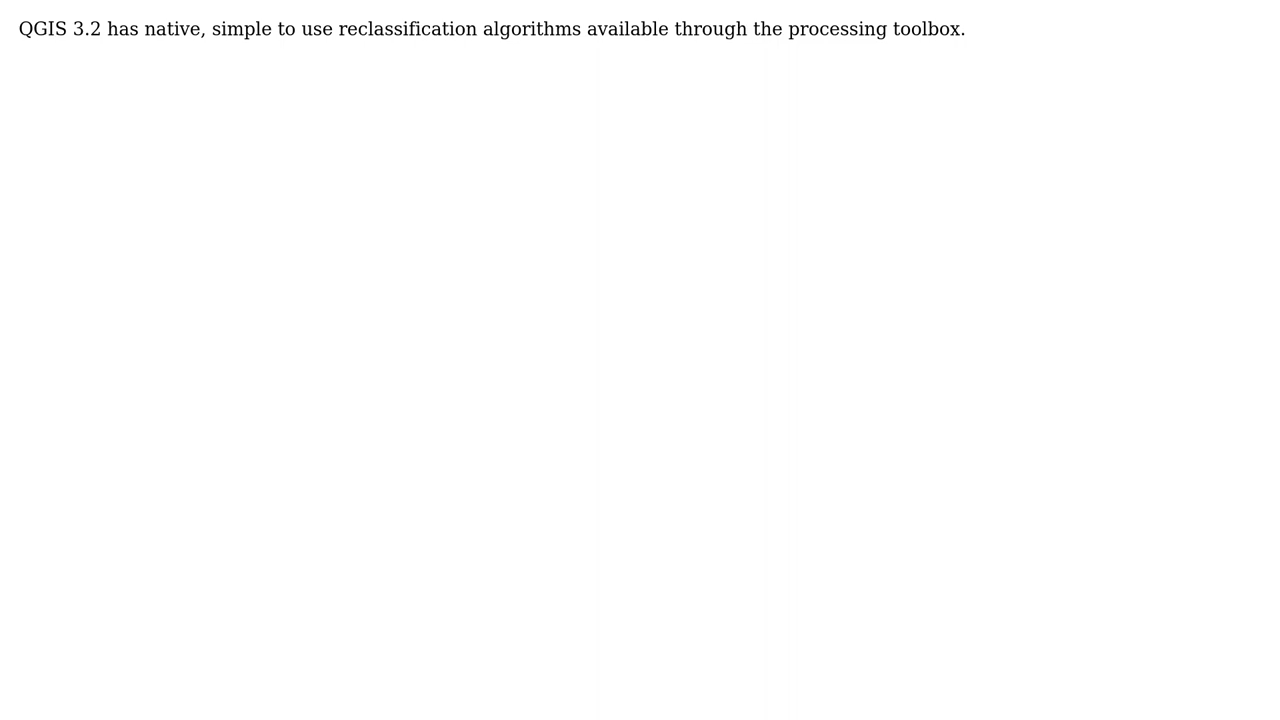 QGIS 3.2 has native, simple to use reclassification algorithms available through the processing toolbox.